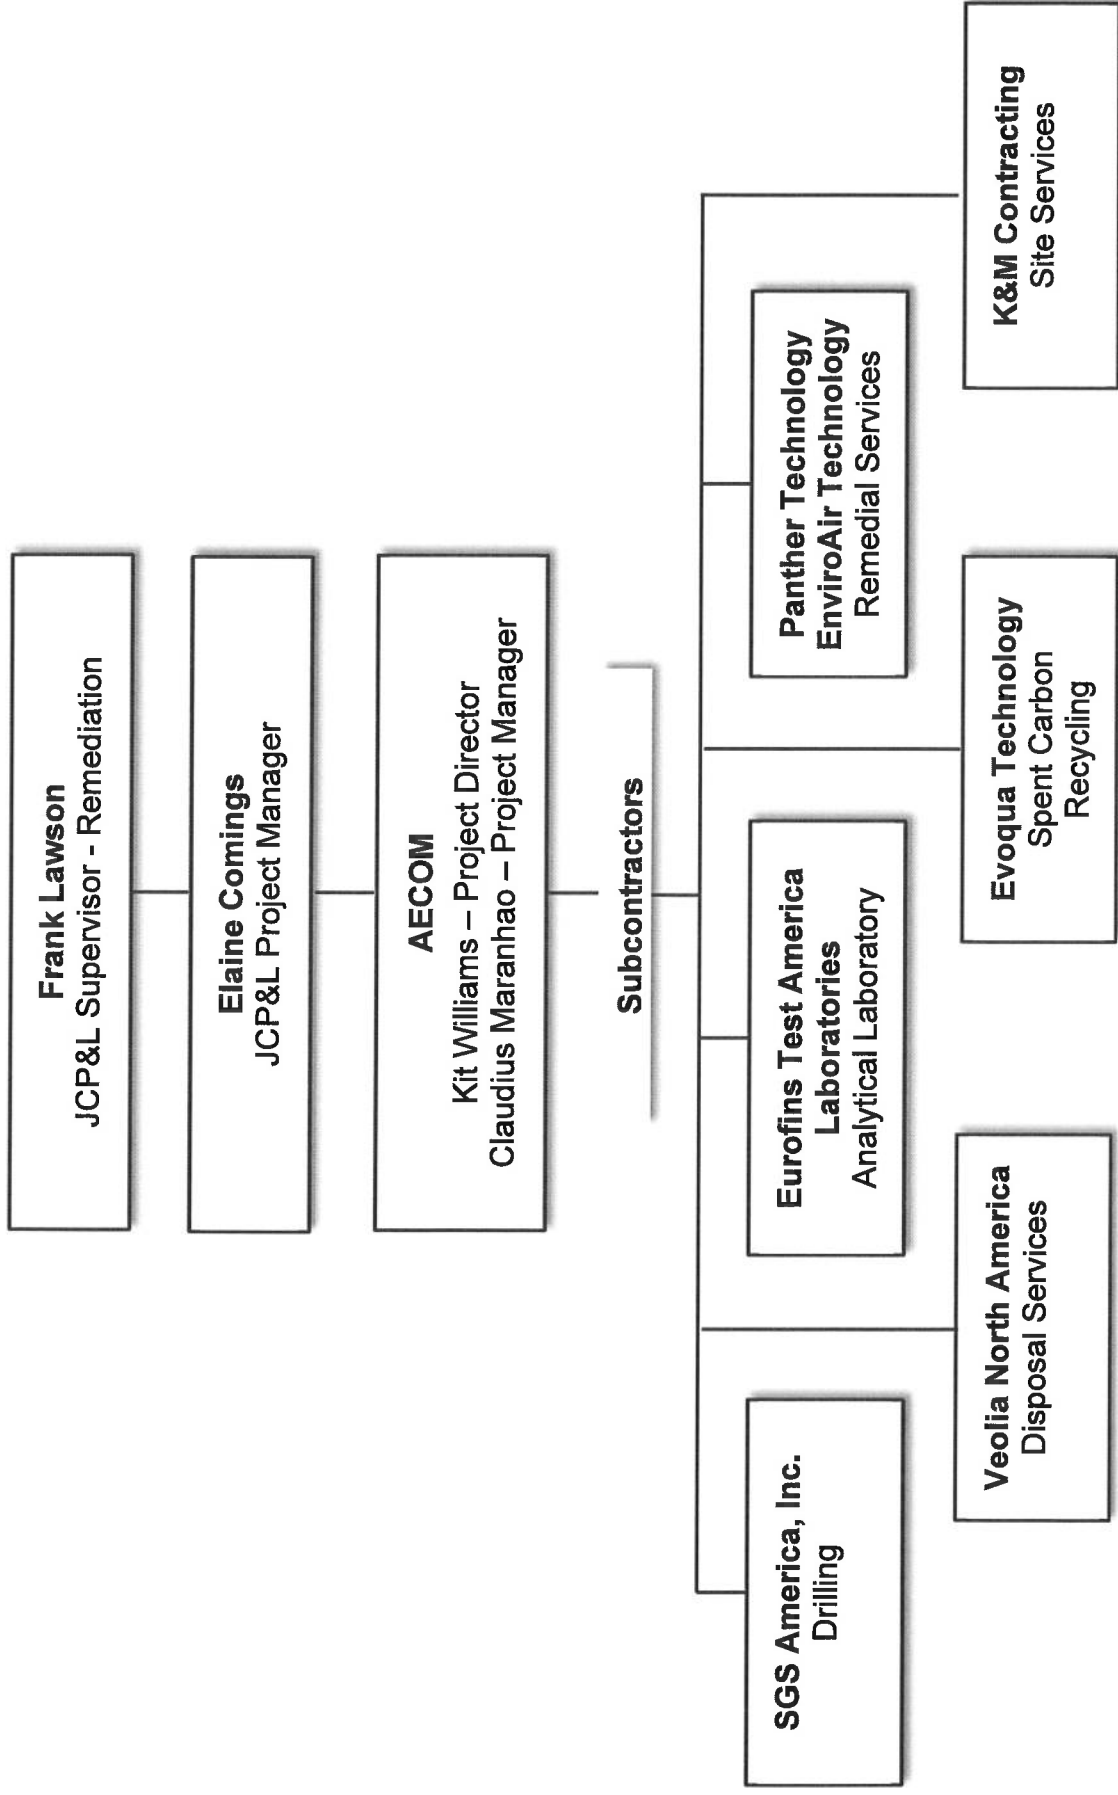 Frank Lawson
JCP&L Supervisor - Remediation
Elaine Comings
JCP&L Project Manager
AECOM
Kit Williams – Project Director
Claudius Maranhao – Project Manager
Subcontractors
SGS America, Inc.
Drilling
Eurofins Test America
Laboratories
Analytical Laboratory
Panther Technology
EnviroAir Technology
Remedial Services
Veolia North America
Disposal Services
Evoqua Technology
Spent Carbon
Recycling
K&M Contracting
Site Services